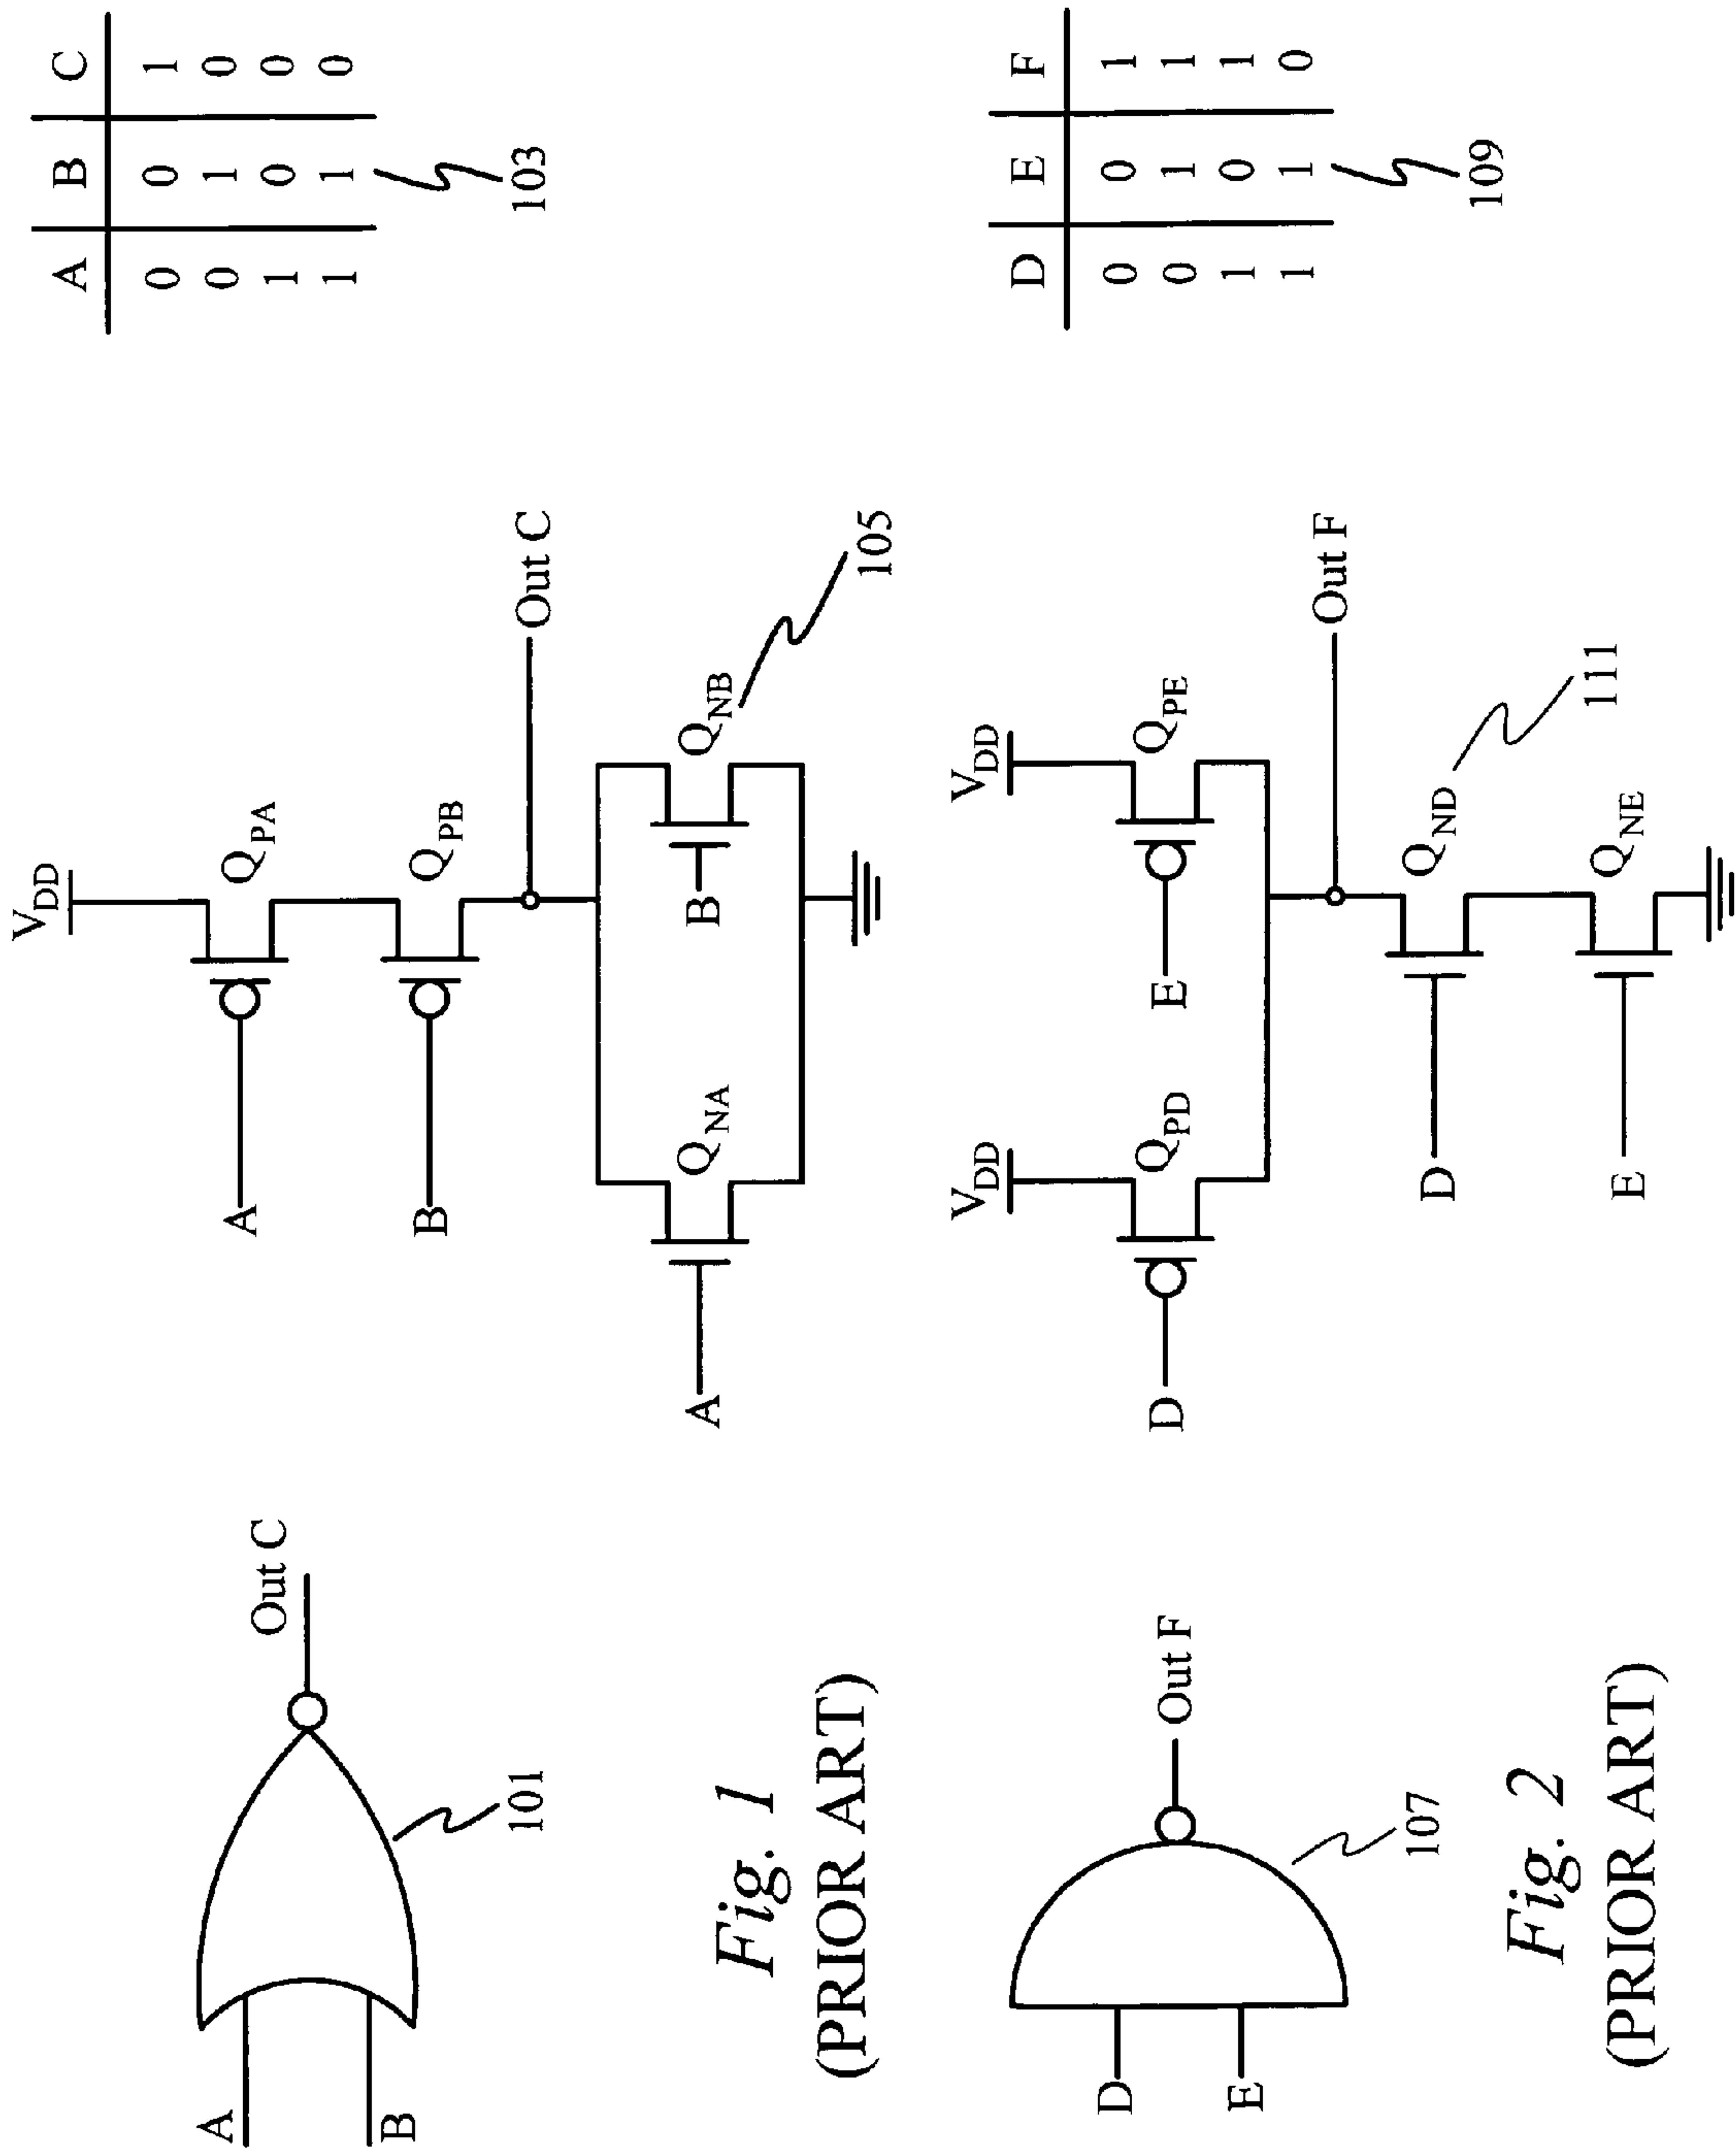 A
B
Out C
101
Fig. 1
(PRIOR ART)
V_DD
A
Q_PA
B
Q_PB
Out C
A
Q_NA
B
Q_NB
105
A B C
0 0 1
0 1 0
1 0 0
1 1 0
103
D
E
Out F
107
Fig. 2
(PRIOR ART)
V_DD
V_DD
D
Q_PD
E
Q_PE
Out F
D
Q_ND
E
Q_NE
111
D E F
0 0 1
0 1 1
1 0 1
1 1 0
109